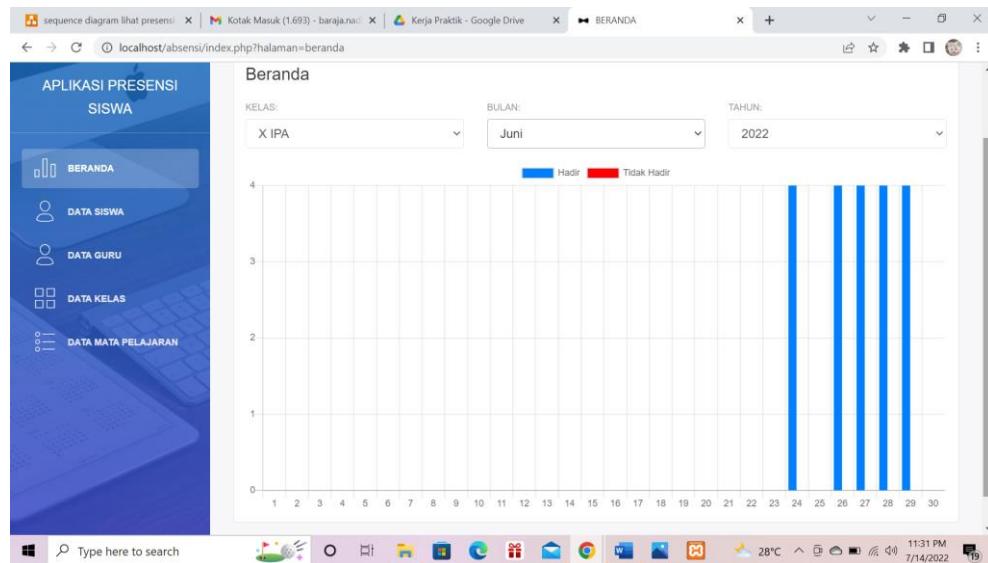 sequence diagram lihat presensi
Kotak Masuk (1.693) - baraja.nad
Kerja Praktik - Google Drive
BERANDA
localhost/absensi/index.php?halaman=beranda
APLIKASI PRESENSI
SISWA
BERANDA
DATA SISWA
DATA GURU
DATA KELAS
DATA MATA PELAJARAN
Beranda
KELAS: BULAN: TAHUN:
X IPA Juni 2022
Hadir Tidak Hadir
4
3
2
1
0
1 2 3 4 5 6 7 8 9 10 11 12 13 14 15 16 17 18 19 20 21 22 23 24 25 26 27 28 29 30
Type here to search
28°C
11:31 PM
7/14/2022
19